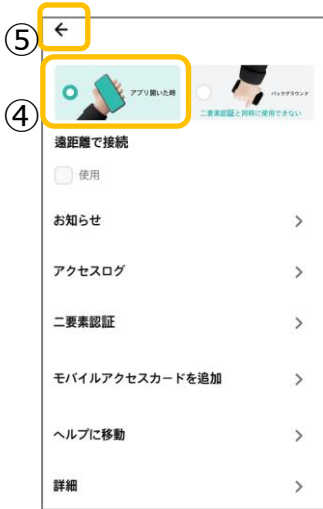 ⑤
④
アプリ開いた時
バックグラウンド
二要素認証と同時に使用できない
遠距離で接続
使用
お知らせ
アクセスログ
二要素認証
モバイルアクセスカードを追加
ヘルプに移動
詳細